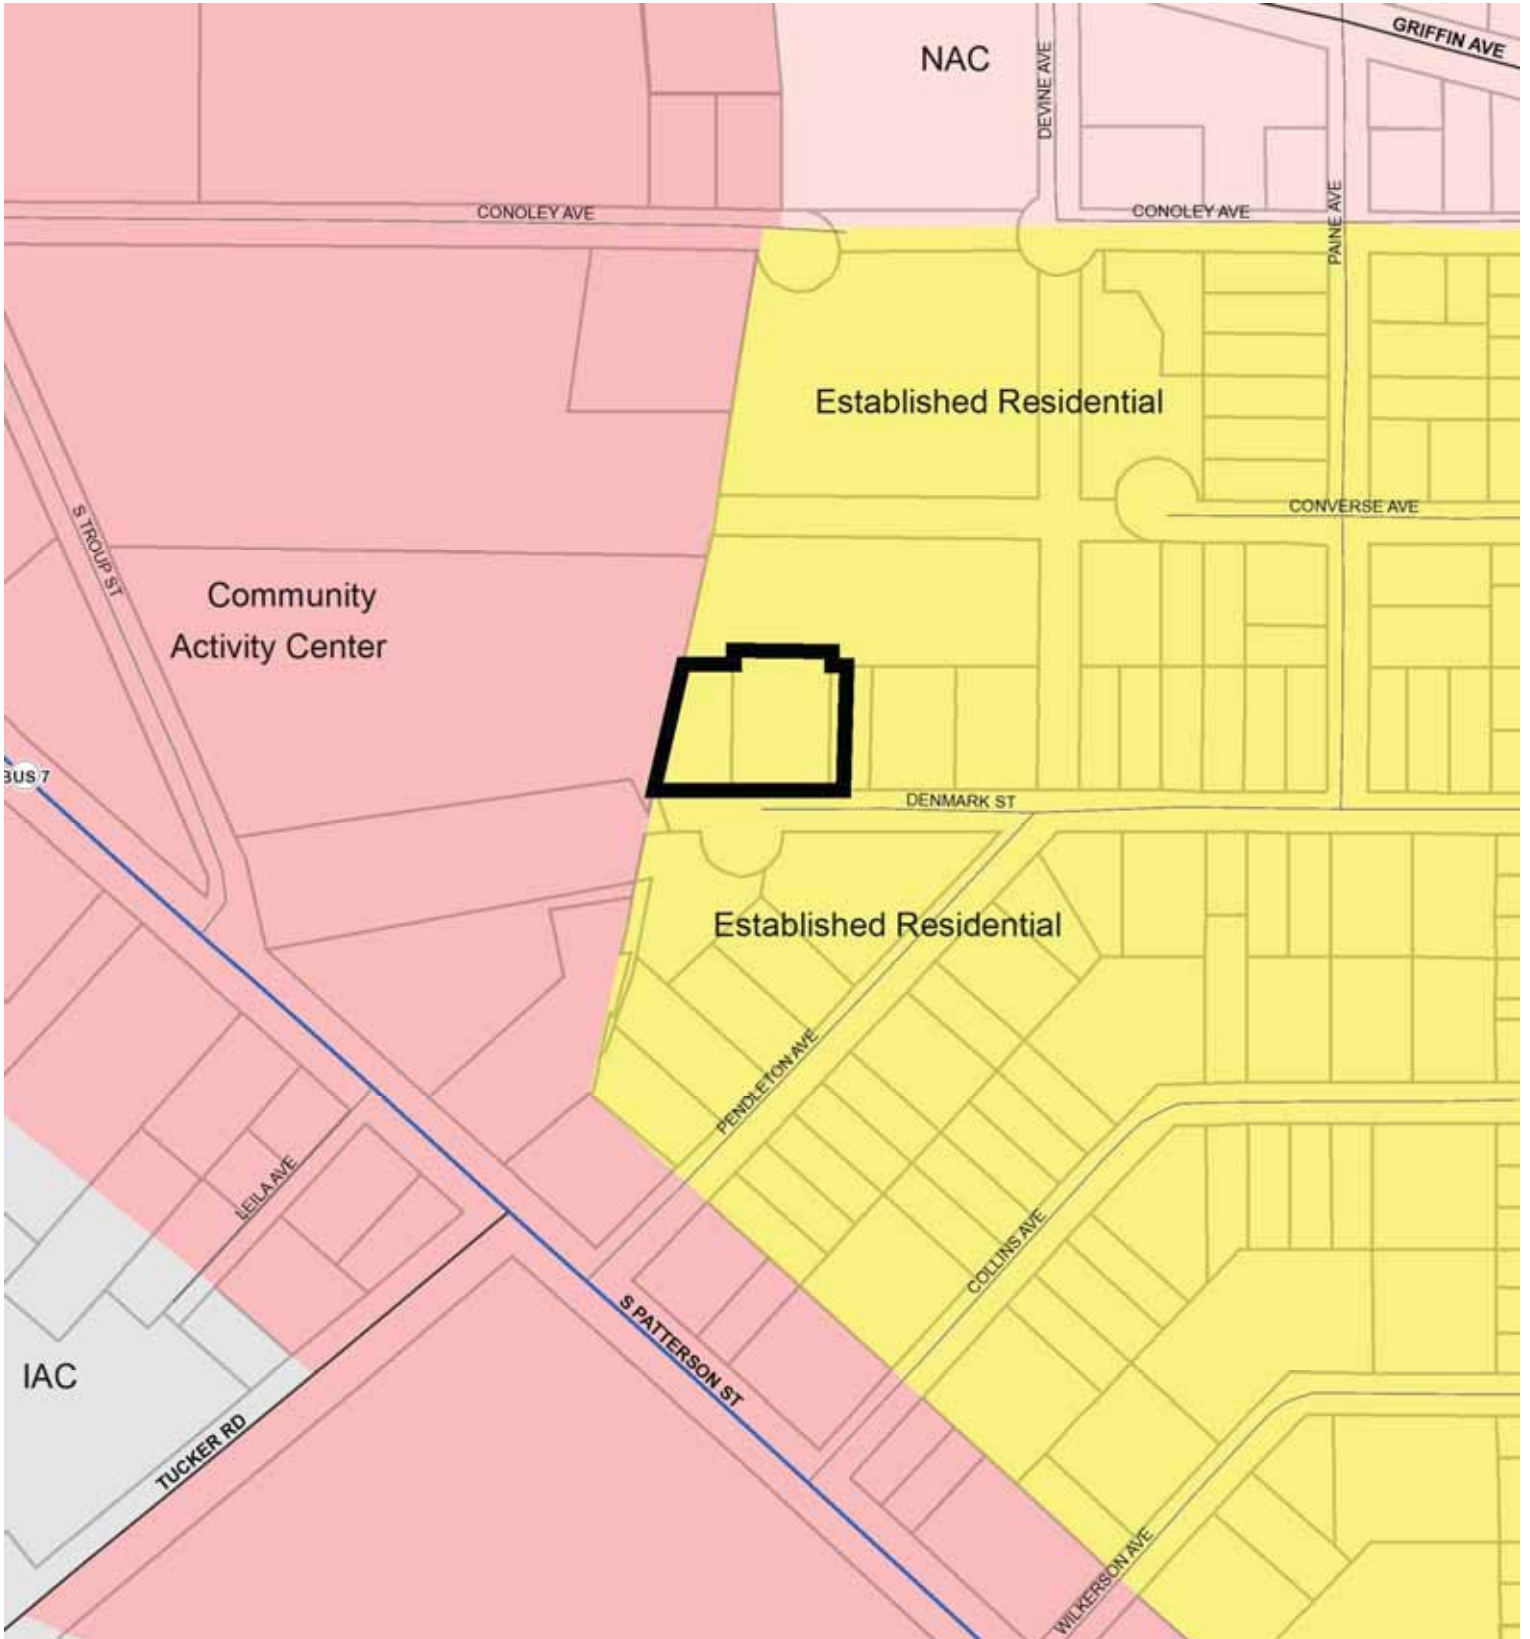 GRIFFIN AVE
NAC
DEVINE AVE
CONOLEY AVE
CONOLEY AVE
PAINE AVE
Established Residential
CONVERSE AVE
S TROUP ST
Community
Activity Center
BUS 7
DENMARK ST
Established Residential
PENDLETON AVE
LEILA AVE
COLLINS AVE
S PATTERSON ST
IAC
TUCKER RD
WILKERSON AVE